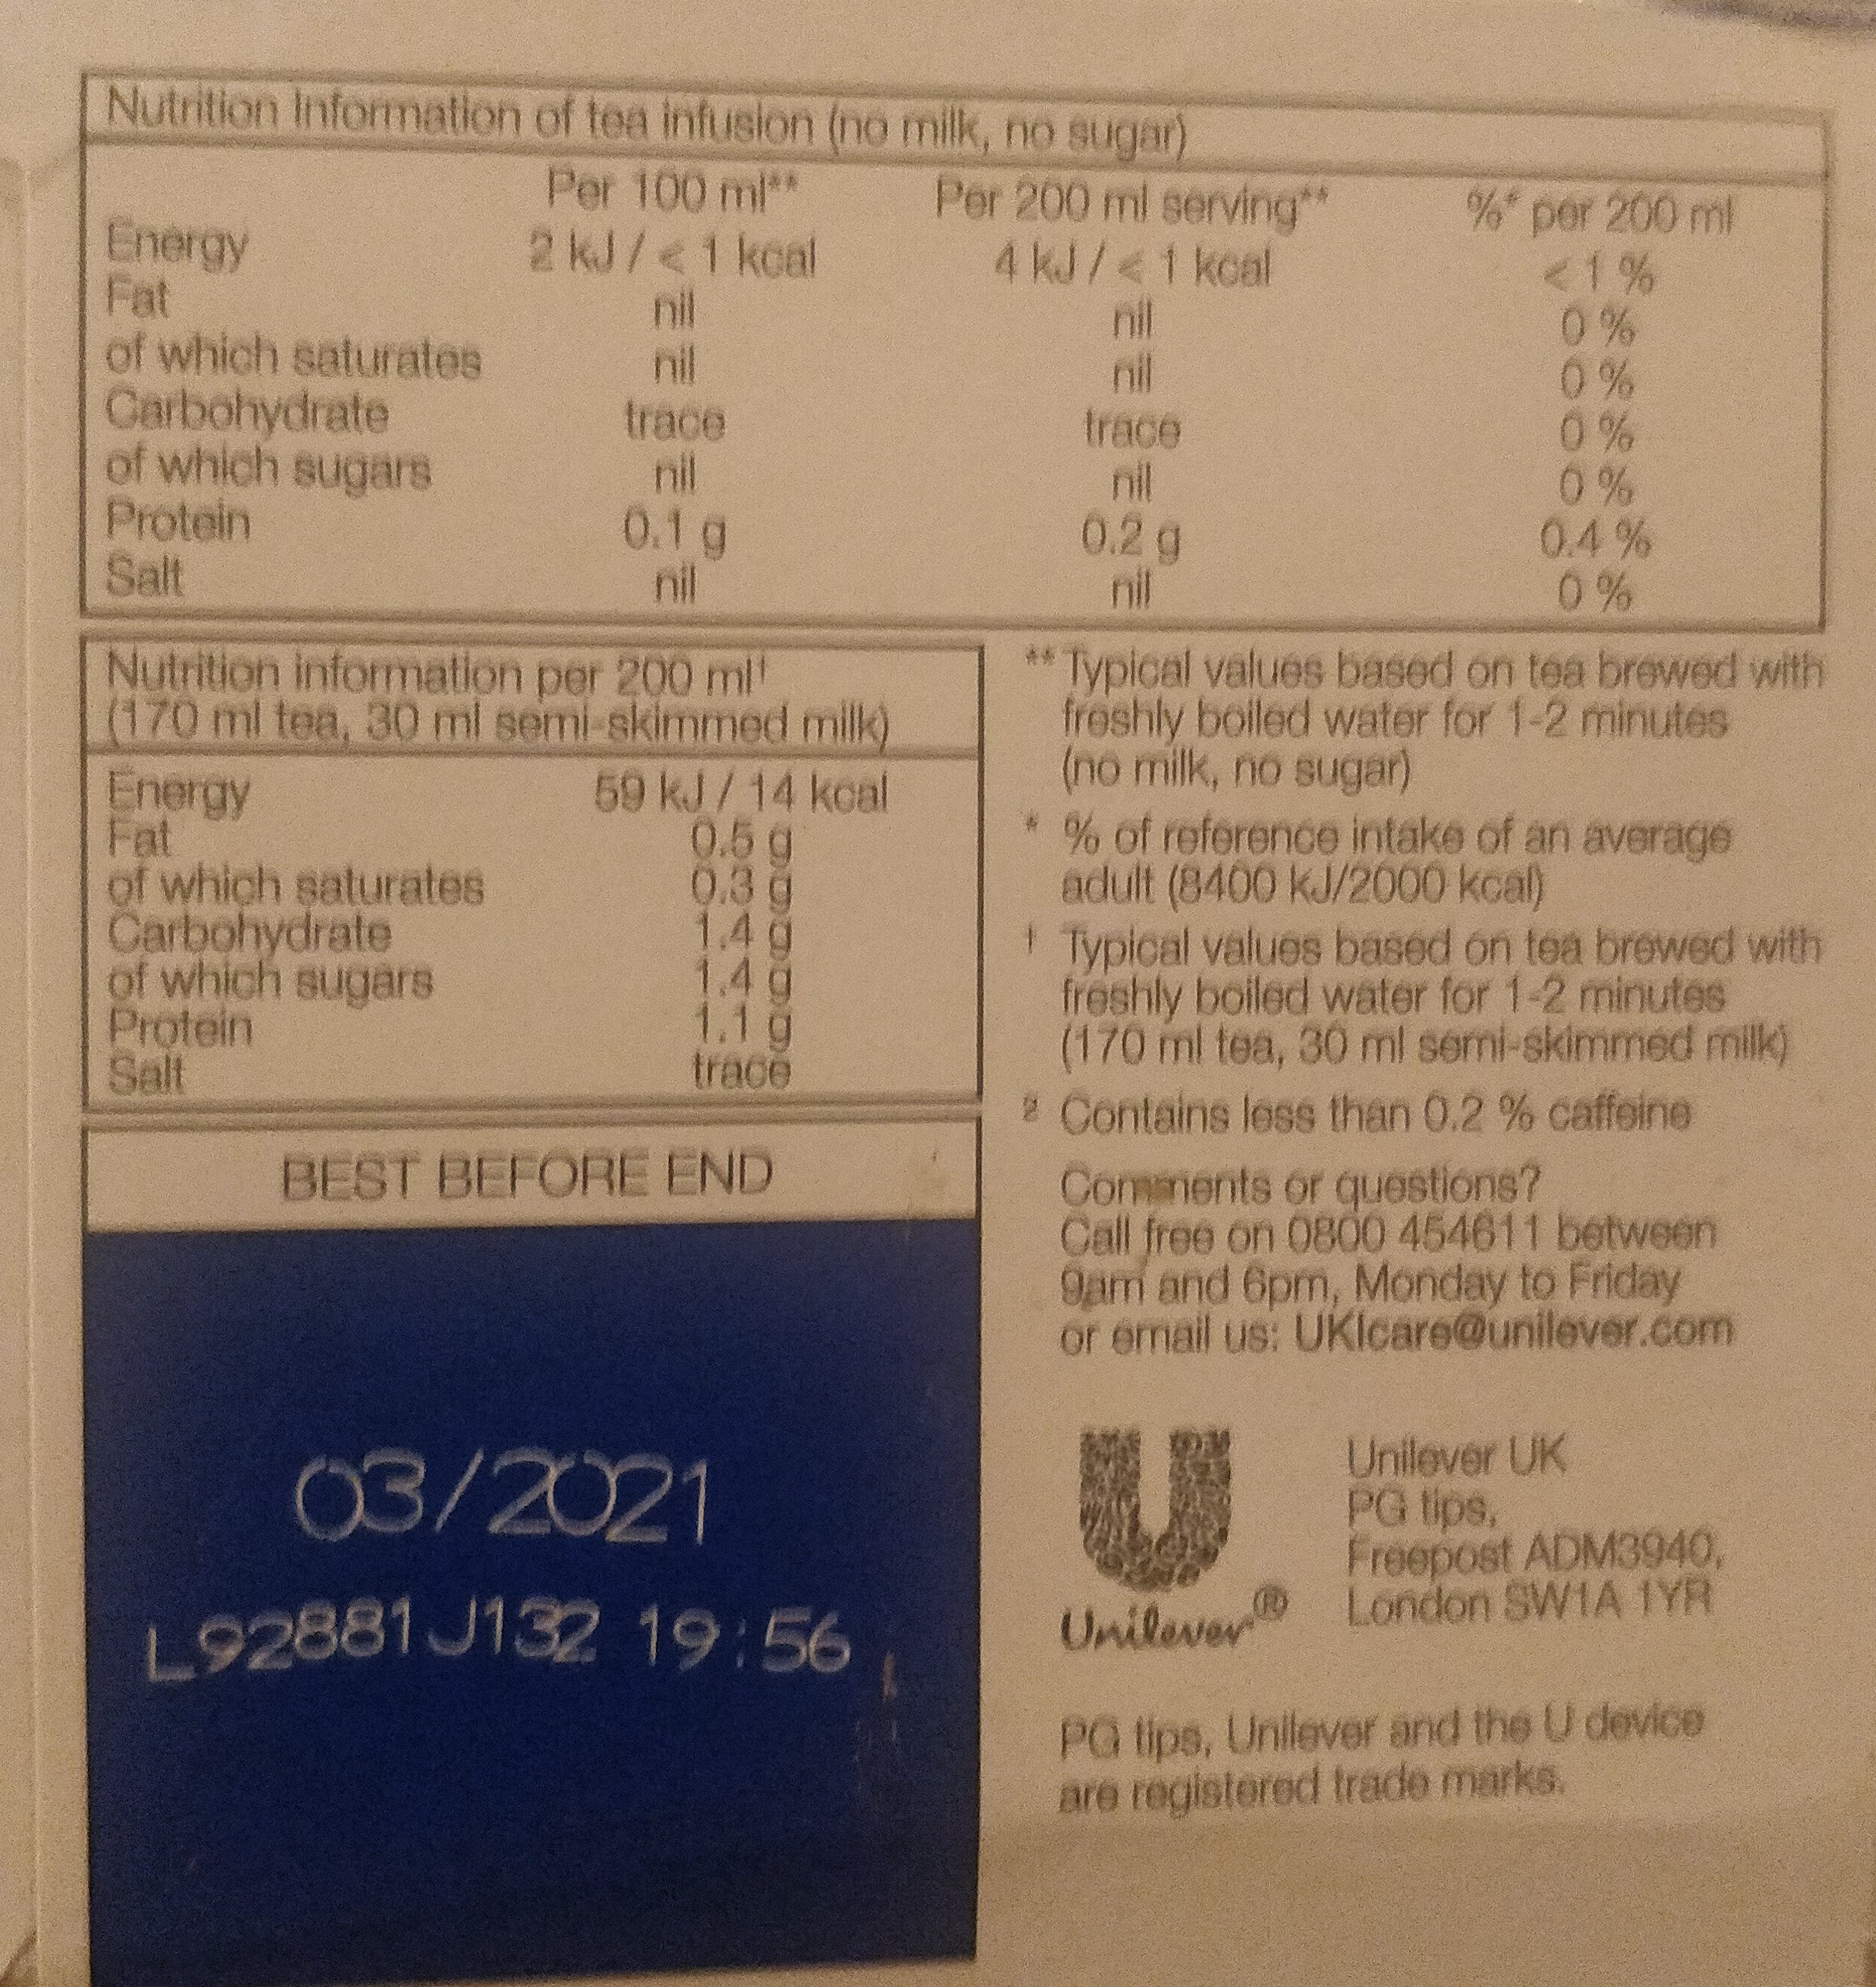 Nutrition Information of tea infusion (no milk, no sugar)
Per 100 ml** Per 200 ml serving** %* per 200 ml
Energy 2 kJ / < 1 kcal 4 kJ / < 1 kcal < 1 %
Fat nil nil 0 %
of which saturates nil nil 0 %
Carbohydrate trace trace 0 %
of which sugars nil nil 0 %
Protein 0.1 g 0.2 g 0.4 %
Salt nil nil 0 %
Nutrition information per 200 ml†
(170 ml tea, 30 ml semi-skimmed milk)
Energy 59 kJ / 14 kcal
Fat 0.5 g
of which saturates 0.3 g
Carbohydrate 1.4 g
of which sugars 1.4 g
Protein 1.1 g
Salt trace
BEST BEFORE END
03/2021
L92881J132 19:56
** Typical values based on tea brewed with
freshly boiled water for 1-2 minutes
(no milk, no sugar)
* % of reference intake of an average
adult (8400 kJ/2000 kcal)
† Typical values based on tea brewed with
freshly boiled water for 1-2 minutes
(170 ml tea, 30 ml semi-skimmed milk)
² Contains less than 0.2 % caffeine
Comments or questions?
Call free on 0800 454611 between
9am and 6pm, Monday to Friday
or email us: UKIcare@unilever.com
Unilever®
Unilever UK
PG tips,
Freepost ADM3940,
London SW1A 1YR
PG tips, Unilever and the U device
are registered trade marks.